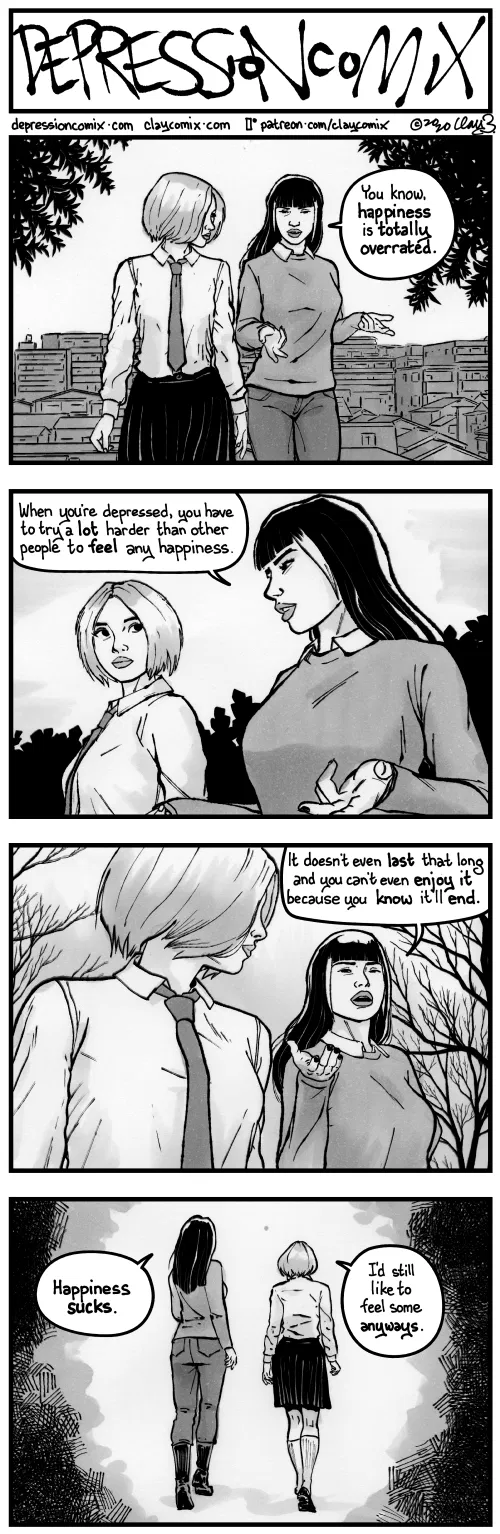 DEPRESSiONCOMiX
depressioncomix.com claycomix.com patreon.com/claycomix ©2020 Clay
You know,
happiness
is totally
overrated.
When you're depressed, you have
to try a lot harder than other
people to feel any happiness.
It doesn't even last that long
and you can't even enjoy it
because you know it'll end.
Happiness
sucks.
I'd still
like to
feel some
anyways.